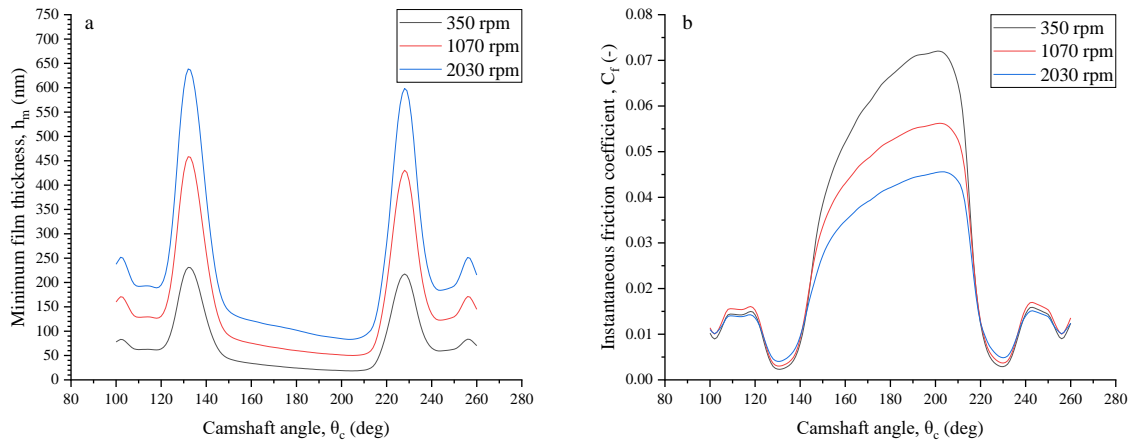 a
350 rpm
1070 rpm
2030 rpm
Minimum film thickness, h_m (nm)
750
700
650
600
550
500
450
400
350
300
250
200
150
100
50
0
80 100 120 140 160 180 200 220 240 260 280
Camshaft angle, θ_c (deg)
b
350 rpm
1070 rpm
2030 rpm
Instantaneous friction coefficient , C_f (-)
0.08
0.07
0.06
0.05
0.04
0.03
0.02
0.01
0.00
80 100 120 140 160 180 200 220 240 260 280
Camshaft angle, θ_c (deg)